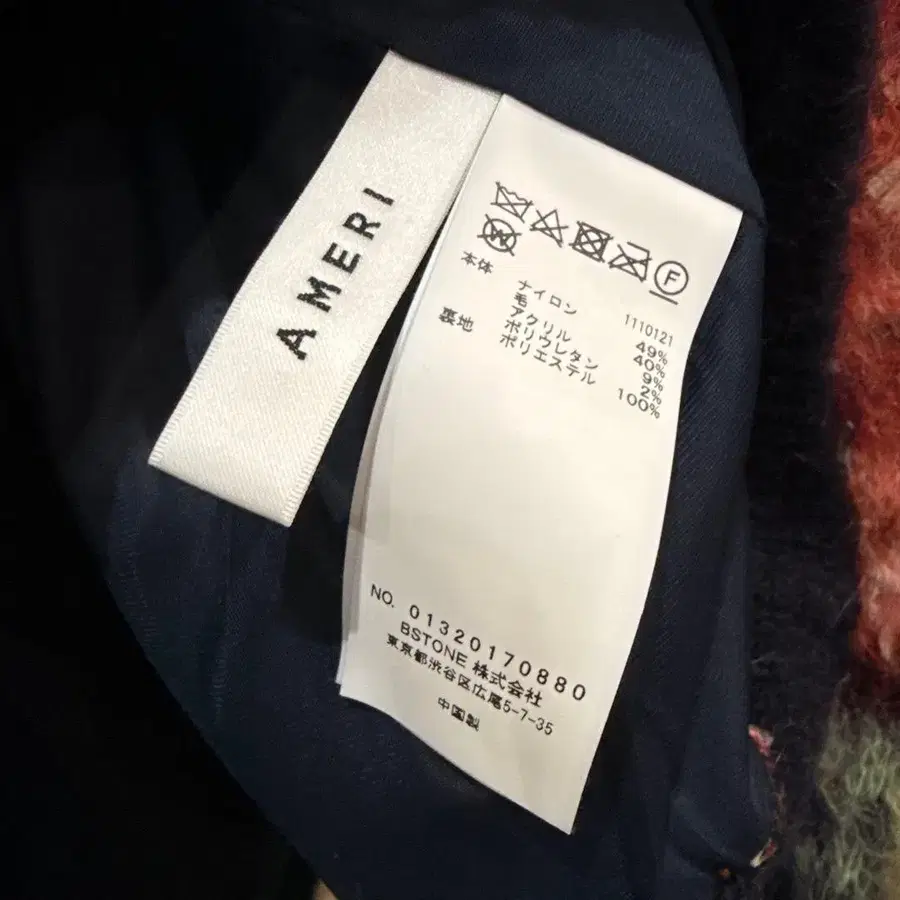 AMERI
F
本体
1110121
ナイロン 49%
毛 40%
アクリル 9%
ポリウレタン 2%
裏地 ポリエステル 100%
NO. 01320170880
BSTONE 株式会社
東京都渋谷区広尾5-7-35
中国製